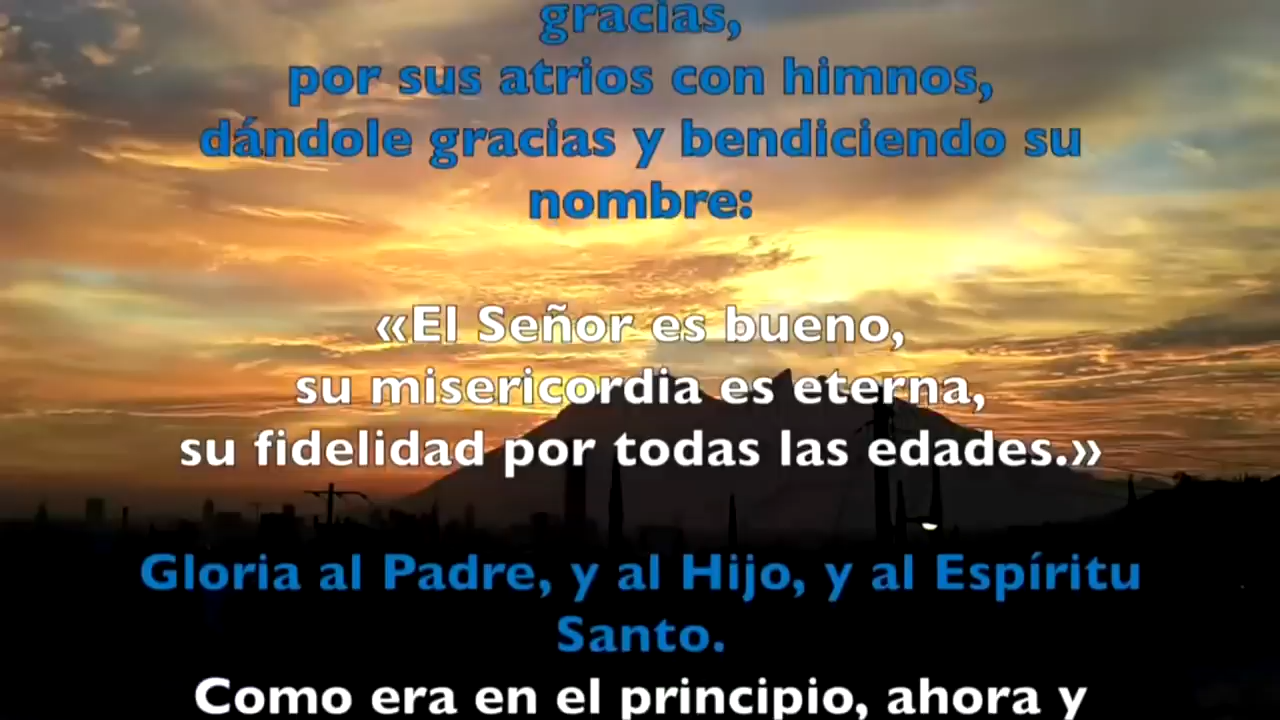 gracias,
por sus atrios con himnos,
dándole gracias y bendiciendo su
nombre:
«El Señor es bueno,
su misericordia es eterna,
su fidelidad por todas las edades.»
Gloria al Padre, y al Hijo, y al Espíritu
Santo.
Como era en el principio, ahora y